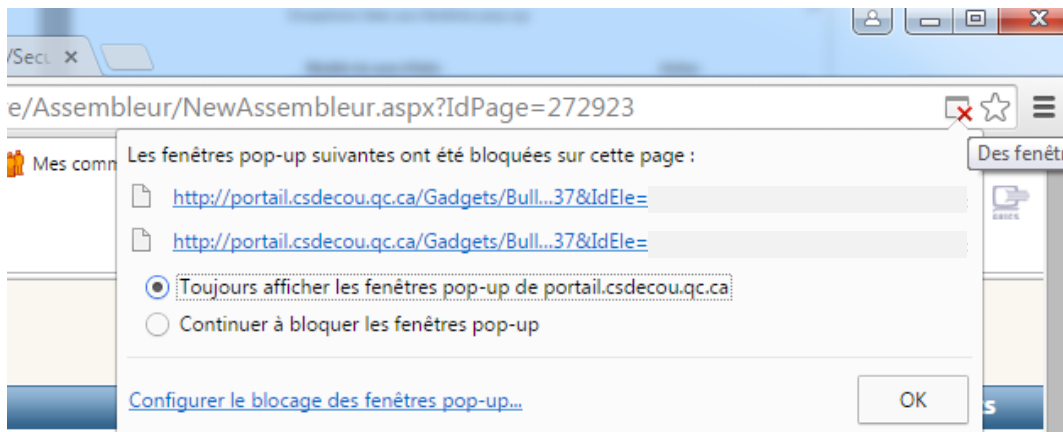 /Sect
e/Assembleur/NewAssembleur.aspx?IdPage=272923
Mes comm
Les fenêtres pop-up suivantes ont été bloquées sur cette page :
Des fenêt
http://portail.csdecou.qc.ca/Gadgets/Bull...37&IdEle=
http://portail.csdecou.qc.ca/Gadgets/Bull...37&IdEle=
Toujours afficher les fenêtres pop-up de portail.csdecou.qc.ca
Continuer à bloquer les fenêtres pop-up
Configurer le blocage des fenêtres pop-up...
OK
s